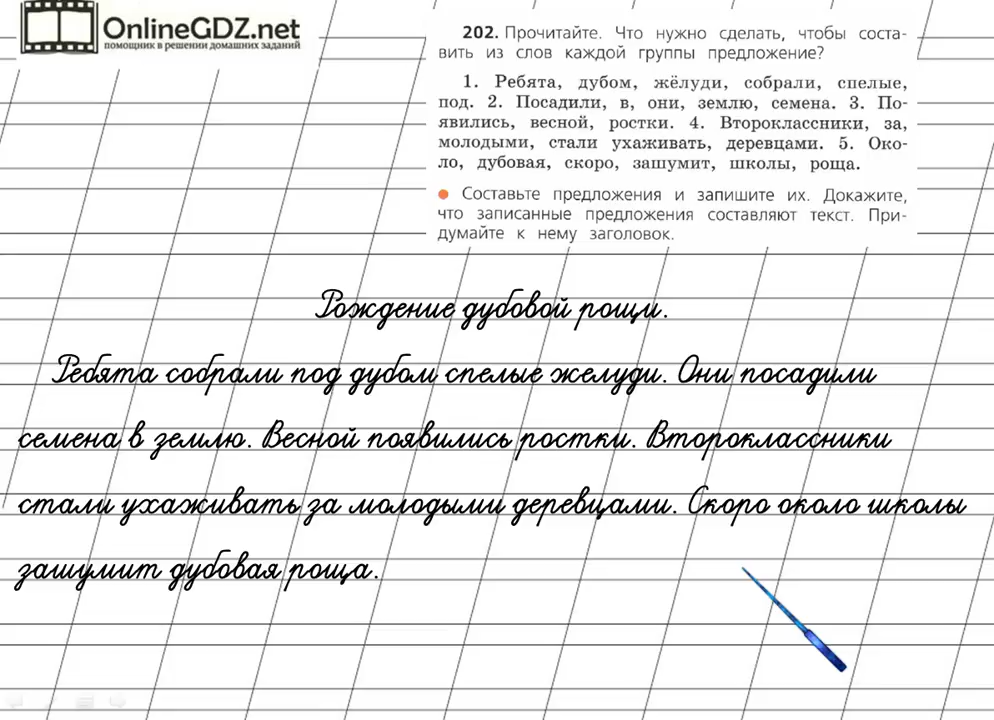 OnlineGDZ.net
помощник в решении домашних заданий
202. Прочитайте. Что нужно сделать, чтобы соста-
вить из слов каждой группы предложение?
1. Ребята, дубом, жёлуди, собрали, спелые,
под. 2. Посадили, в, они, землю, семена. 3. По-
явились, весной, ростки. 4. Второклассники, за,
молодыми, стали ухаживать, деревцами. 5. Око-
ло, дубовая, скоро, зашумит, школы, роща.
● Составьте предложения и запишите их. Докажите,
что записанные предложения составляют текст. При-
думайте к нему заголовок.
Рождение дубовой рощи.
Ребята собрали под дубом спелые желуди. Они посадили
семена в землю. Весной появились ростки. Второклассники
стали ухаживать за молодыми деревцами. Скоро около школы
зашумит дубовая роща.